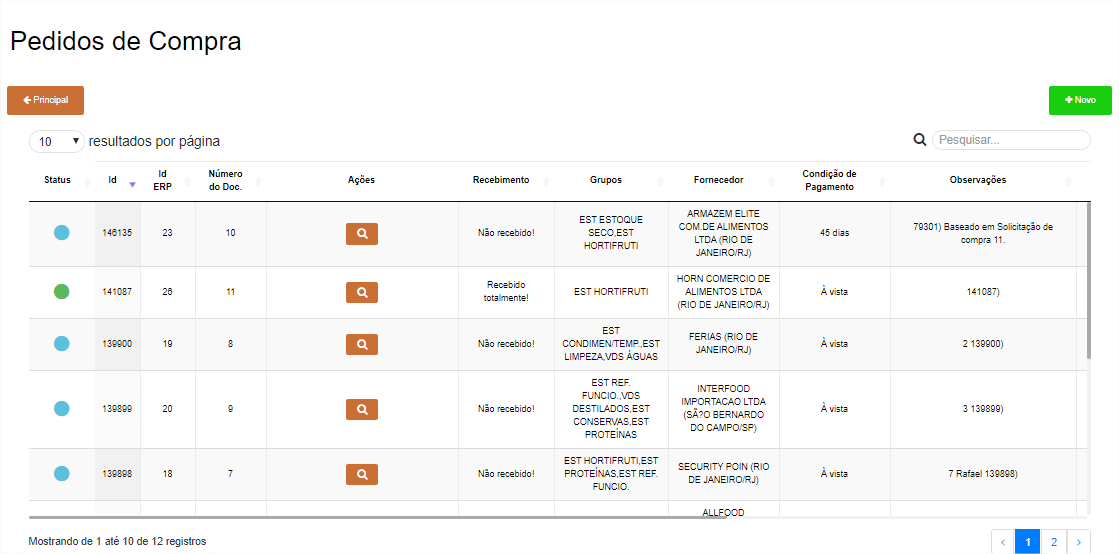 Pedidos de Compra
Principal
Novo
10 resultados por página
Pesquisar...
Status
Id
Id
ERP
Número
do Doc.
Ações
Recebimento
Grupos
Fornecedor
Condição de
Pagamento
Observações
146135
23
10
Não recebido!
EST ESTOQUE
SECO,EST
HORTIFRUTI
ARMAZEM ELITE
COM.DE ALIMENTOS
LTDA (RIO DE
JANEIRO/RJ)
45 dias
79301) Baseado em Solicitação de
compra 11.
141087
26
11
Recebido
totalmente!
EST HORTIFRUTI
HORN COMERCIO DE
ALIMENTOS LTDA
(RIO DE JANEIRO/RJ)
À vista
141087)
139900
19
8
Não recebido!
EST
CONDIMEN/TEMP.,EST
LIMPEZA,VDS ÁGUAS
FERIAS (RIO DE
JANEIRO/RJ)
À vista
2 139900)
139899
20
9
Não recebido!
EST REF.
FUNCIO.,VDS
DESTILADOS,EST
CONSERVAS,EST
PROTEÍNAS
INTERFOOD
IMPORTACAO LTDA
(SÃ?O BERNARDO
DO CAMPO/SP)
À vista
3 139899)
139898
18
7
Não recebido!
EST HORTIFRUTI,EST
PROTEÍNAS,EST REF.
FUNCIO.
SECURITY POIN (RIO
DE JANEIRO/RJ)
À vista
7 Rafael 139898)
ALLFOOD
Mostrando de 1 até 10 de 12 registros
‹ 1 2 ›